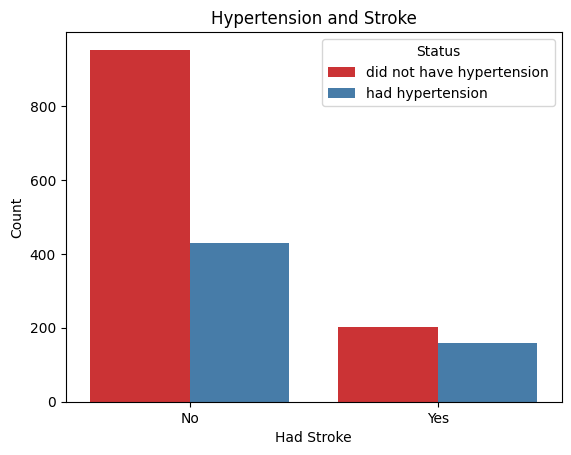 Hypertension and Stroke
Status
did not have hypertension
had hypertension
Count
800
600
400
200
0
No
Yes
Had Stroke